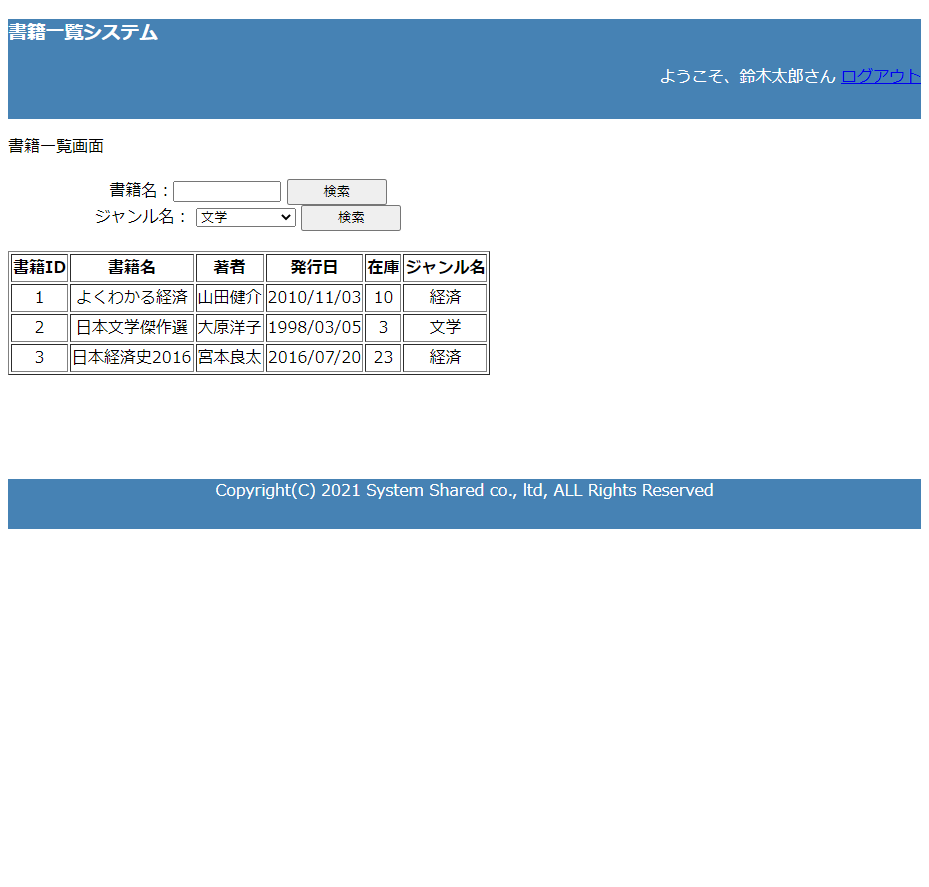 書籍一覧システム
ようこそ、鈴木太郎さん ログアウト
書籍一覧画面
書籍名： 検索
ジャンル名： 文学 検索
書籍ID 書籍名 著者 発行日 在庫 ジャンル名
1 よくわかる経済 山田健介 2010/11/03 10 経済
2 日本文学傑作選 大原洋子 1998/03/05 3 文学
3 日本経済史2016 宮本良太 2016/07/20 23 経済
Copyright(C) 2021 System Shared co., ltd, ALL Rights Reserved